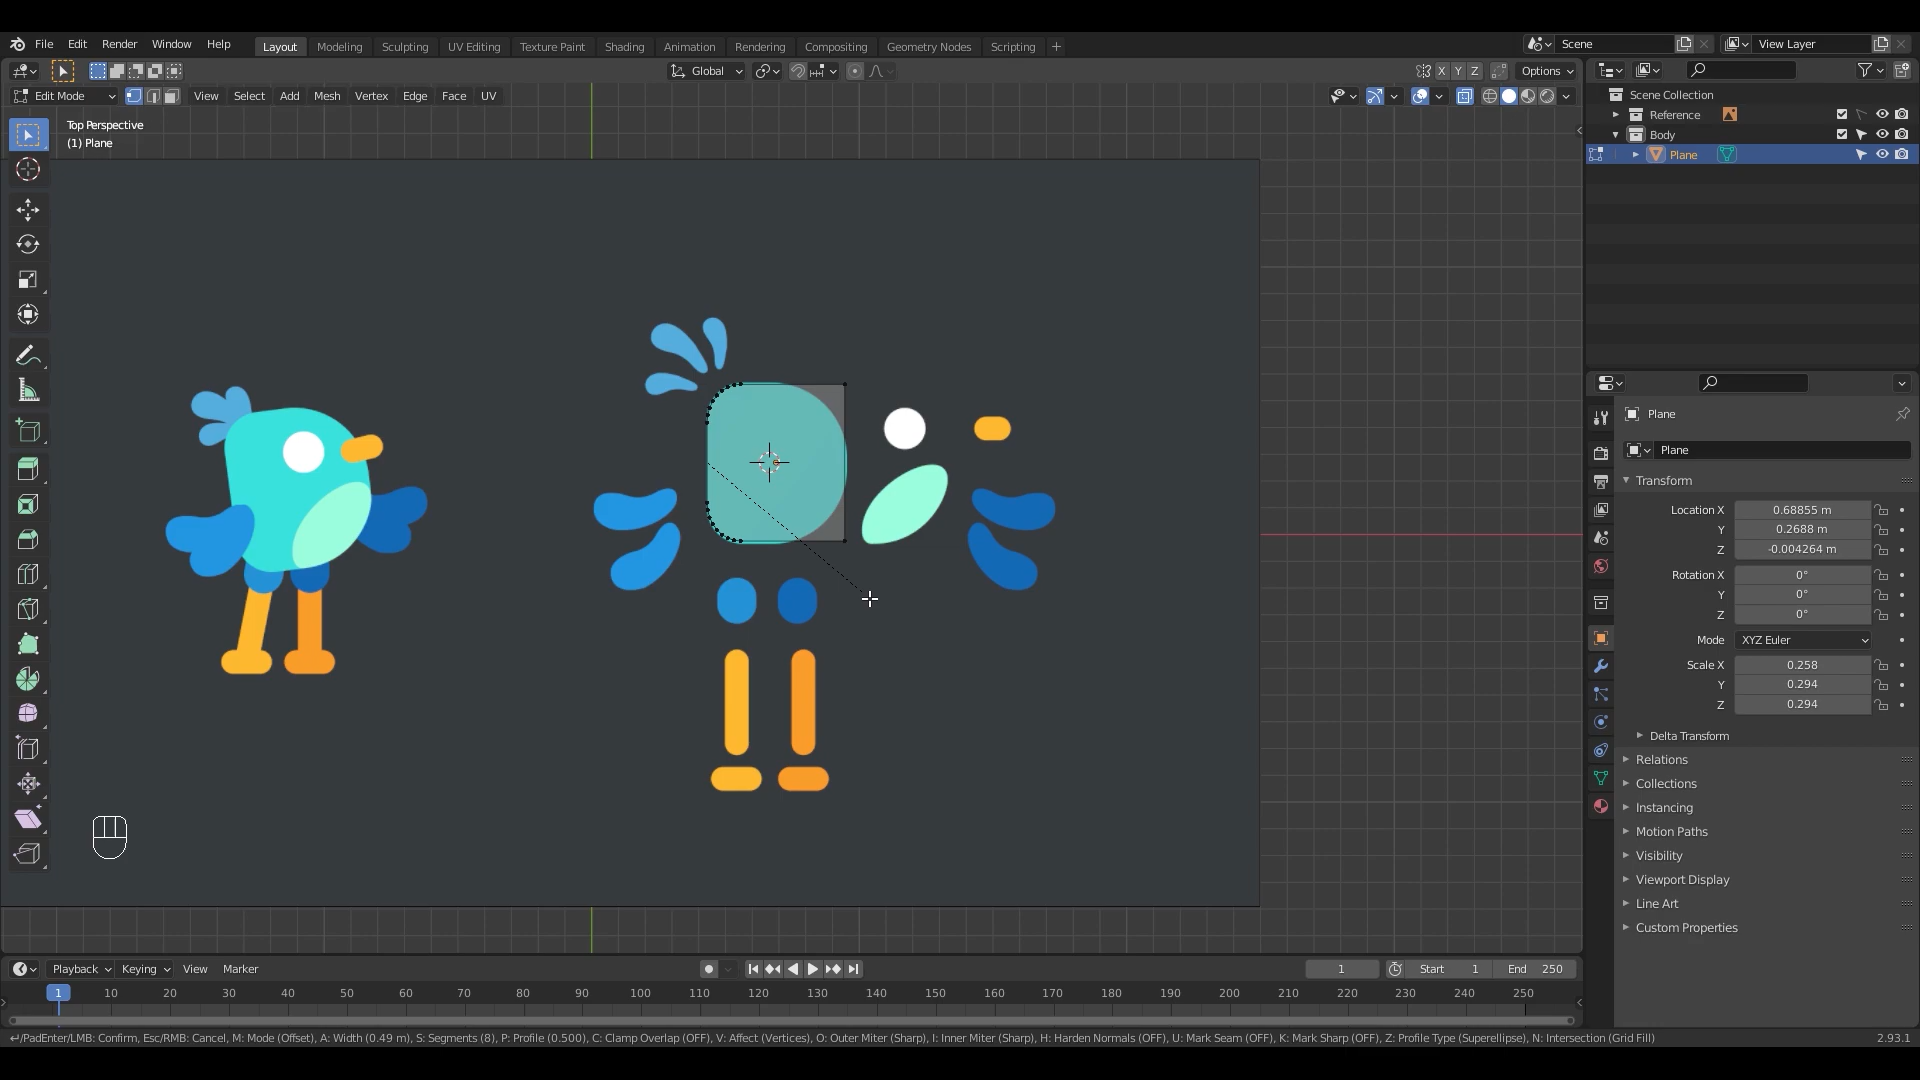 File Edit Render Window Help Layout Modeling Sculpting UV Editing Texture Paint Shading Animation Rendering Compositing Geometry Nodes Scripting + Scene View Layer
Global X Y Z Options
Edit Mode View Select Add Mesh Vertex Edge Face UV
Top Perspective
(1) Plane
Scene Collection
Reference
Body
Plane
Plane
Plane
Transform
Location X 0.68855 m
Y 0.2688 m
Z -0.004264 m
Rotation X 0°
Y 0°
Z 0°
Mode XYZ Euler
Scale X 0.258
Y 0.294
Z 0.294
Delta Transform
Relations
Collections
Instancing
Motion Paths
Visibility
Viewport Display
Line Art
Custom Properties
Playback Keying View Marker 1 Start 1 End 250
1 10 20 30 40 50 60 70 80 90 100 110 120 130 140 150 160 170 180 190 200 210 220 230 240 250
↵/PadEnter/LMB: Confirm, Esc/RMB: Cancel, M: Mode (Offset), A: Width (0.49 m), S: Segments (8), P: Profile (0.500), C: Clamp Overlap (OFF), V: Affect (Vertices), O: Outer Miter (Sharp), I: Inner Miter (Sharp), H: Harden Normals (OFF), U: Mark Seam (OFF), K: Mark Sharp (OFF), Z: Profile Type (Superellipse), N: Intersection (Grid Fill) 2.93.1